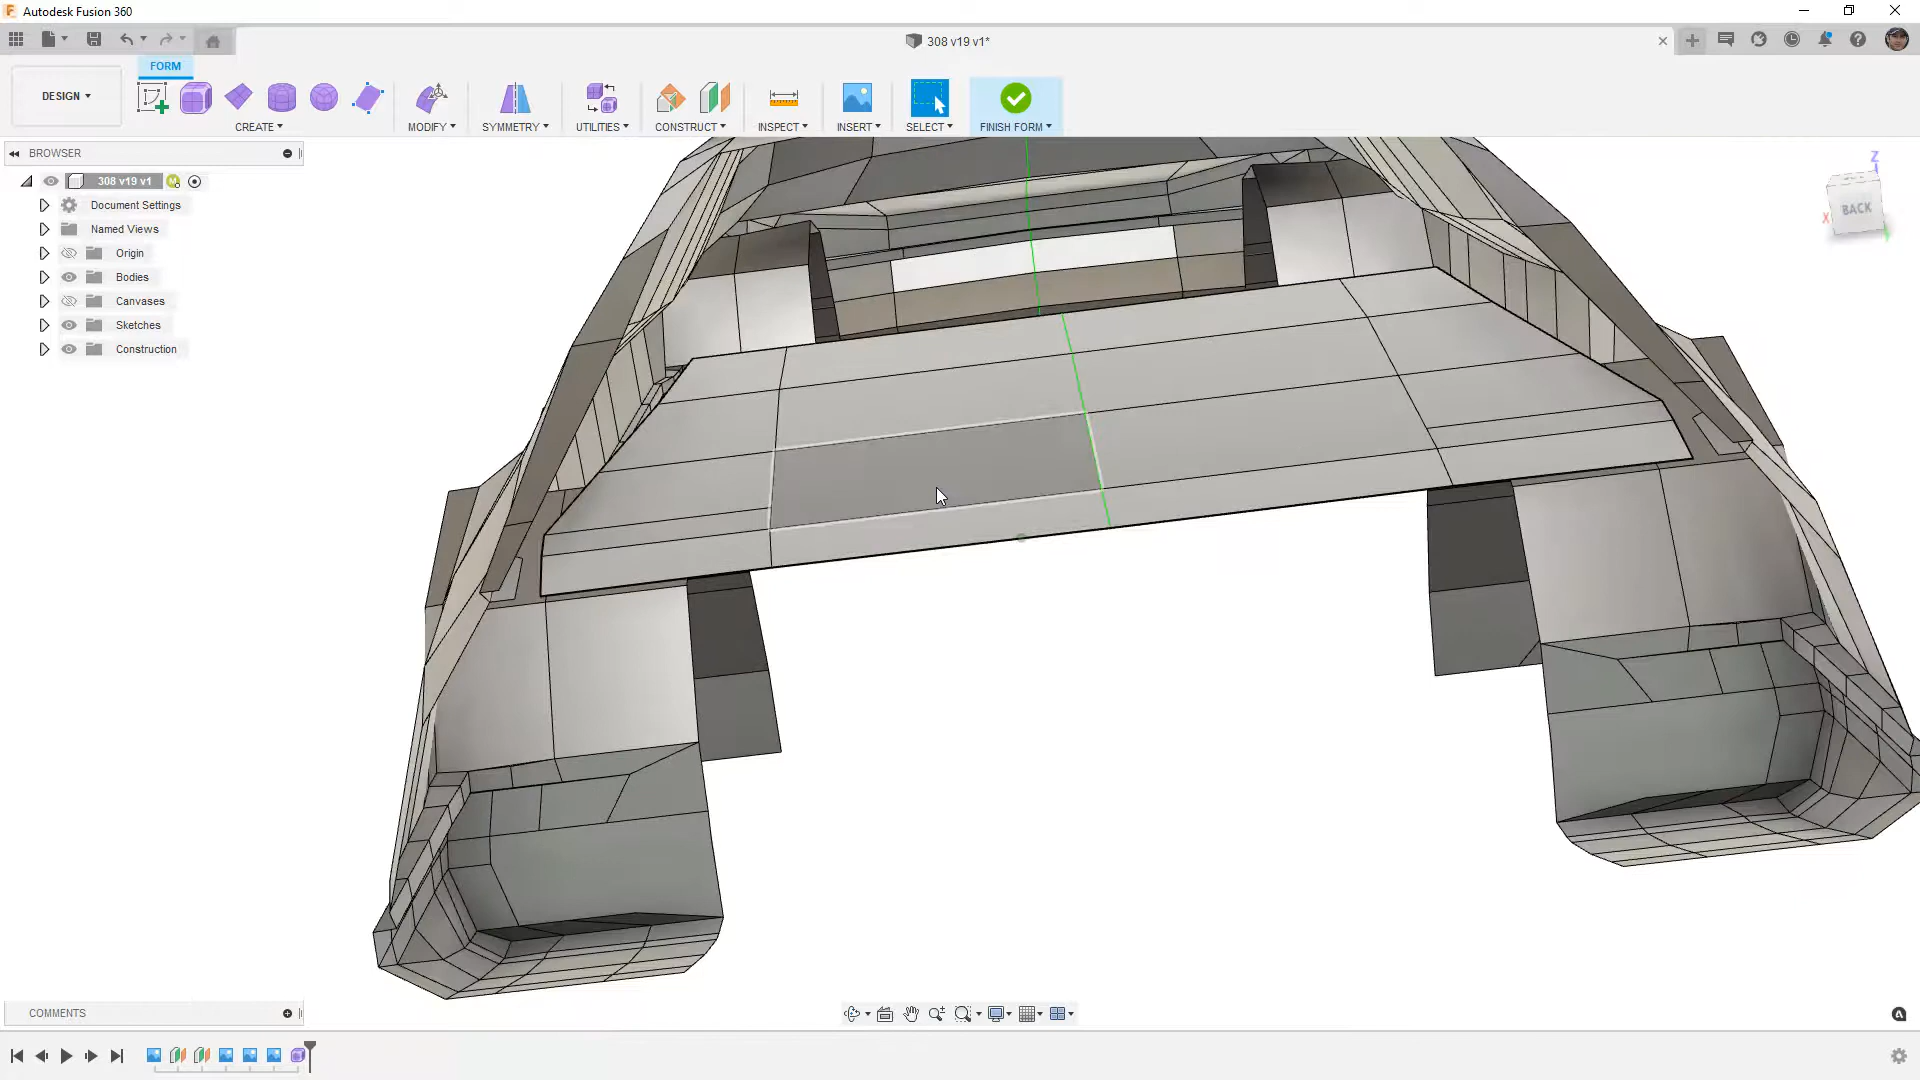 Autodesk Fusion 360
308 v19 v1*
FORM
DESIGN
CREATE
MODIFY
SYMMETRY
UTILITIES
CONSTRUCT
INSPECT
INSERT
SELECT
FINISH FORM
BROWSER
308 v19 v1
Document Settings
Named Views
Origin
Bodies
Canvases
Sketches
Construction
Z
X
BACK
COMMENTS